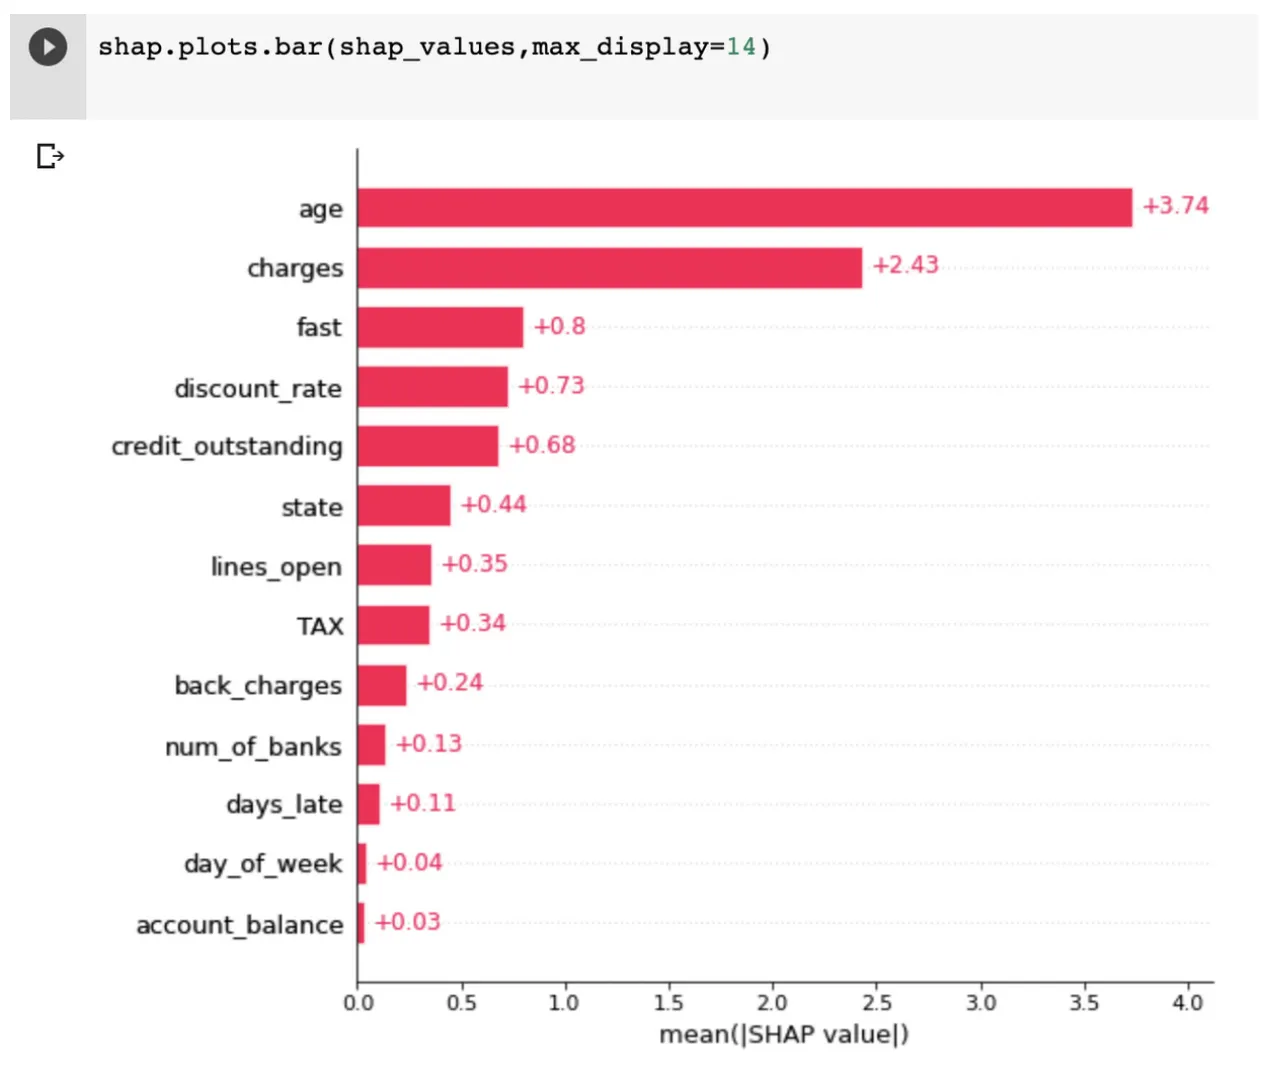 shap.plots.bar(shap_values,max_display=14)
age +3.74
charges +2.43
fast +0.8
discount_rate +0.73
credit_outstanding +0.68
state +0.44
lines_open +0.35
TAX +0.34
back_charges +0.24
num_of_banks +0.13
days_late +0.11
day_of_week +0.04
account_balance +0.03
0.0 0.5 1.0 1.5 2.0 2.5 3.0 3.5 4.0
mean(|SHAP value|)